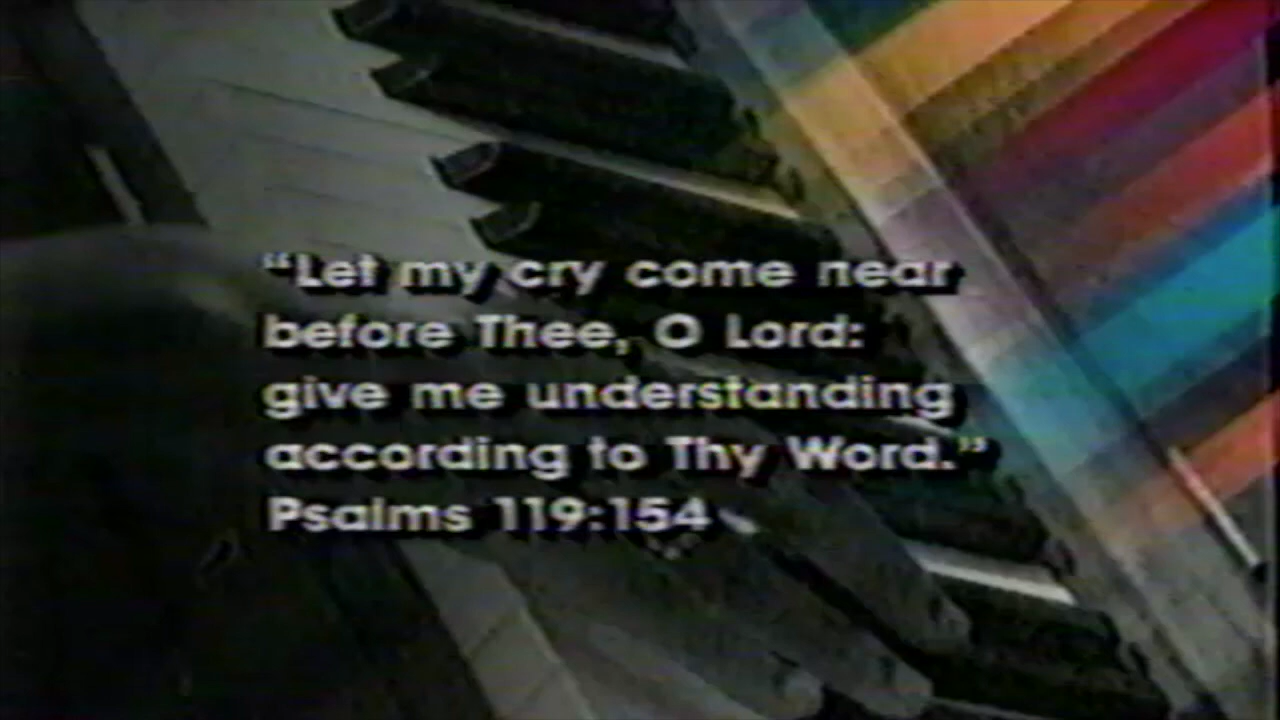 “Let my cry come near
before Thee, O Lord:
give me understanding
according to Thy Word.”
Psalms 119:154